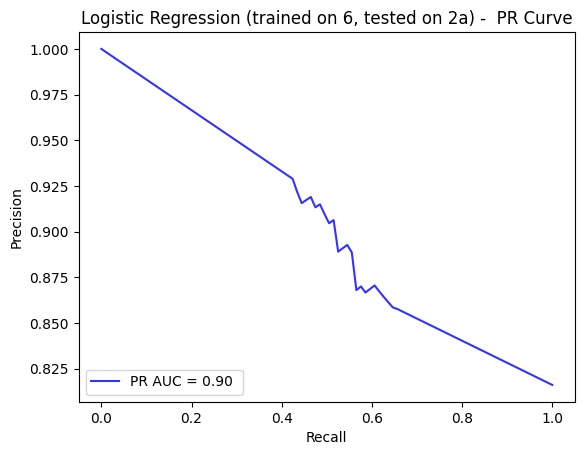 Logistic Regression (trained on 6, tested on 2a) -  PR Curve
1.000
0.975
0.950
0.925
0.900
0.875
0.850
0.825
Precision
PR AUC = 0.90
0.0 0.2 0.4 0.6 0.8 1.0
Recall